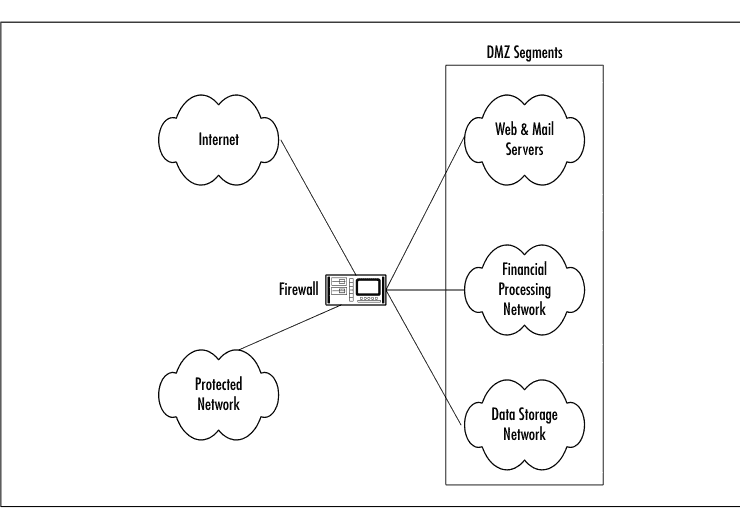 DMZ Segments
Internet
Web & Mail
Servers
Firewall
Financial
Processing
Network
Protected
Network
Data Storage
Network